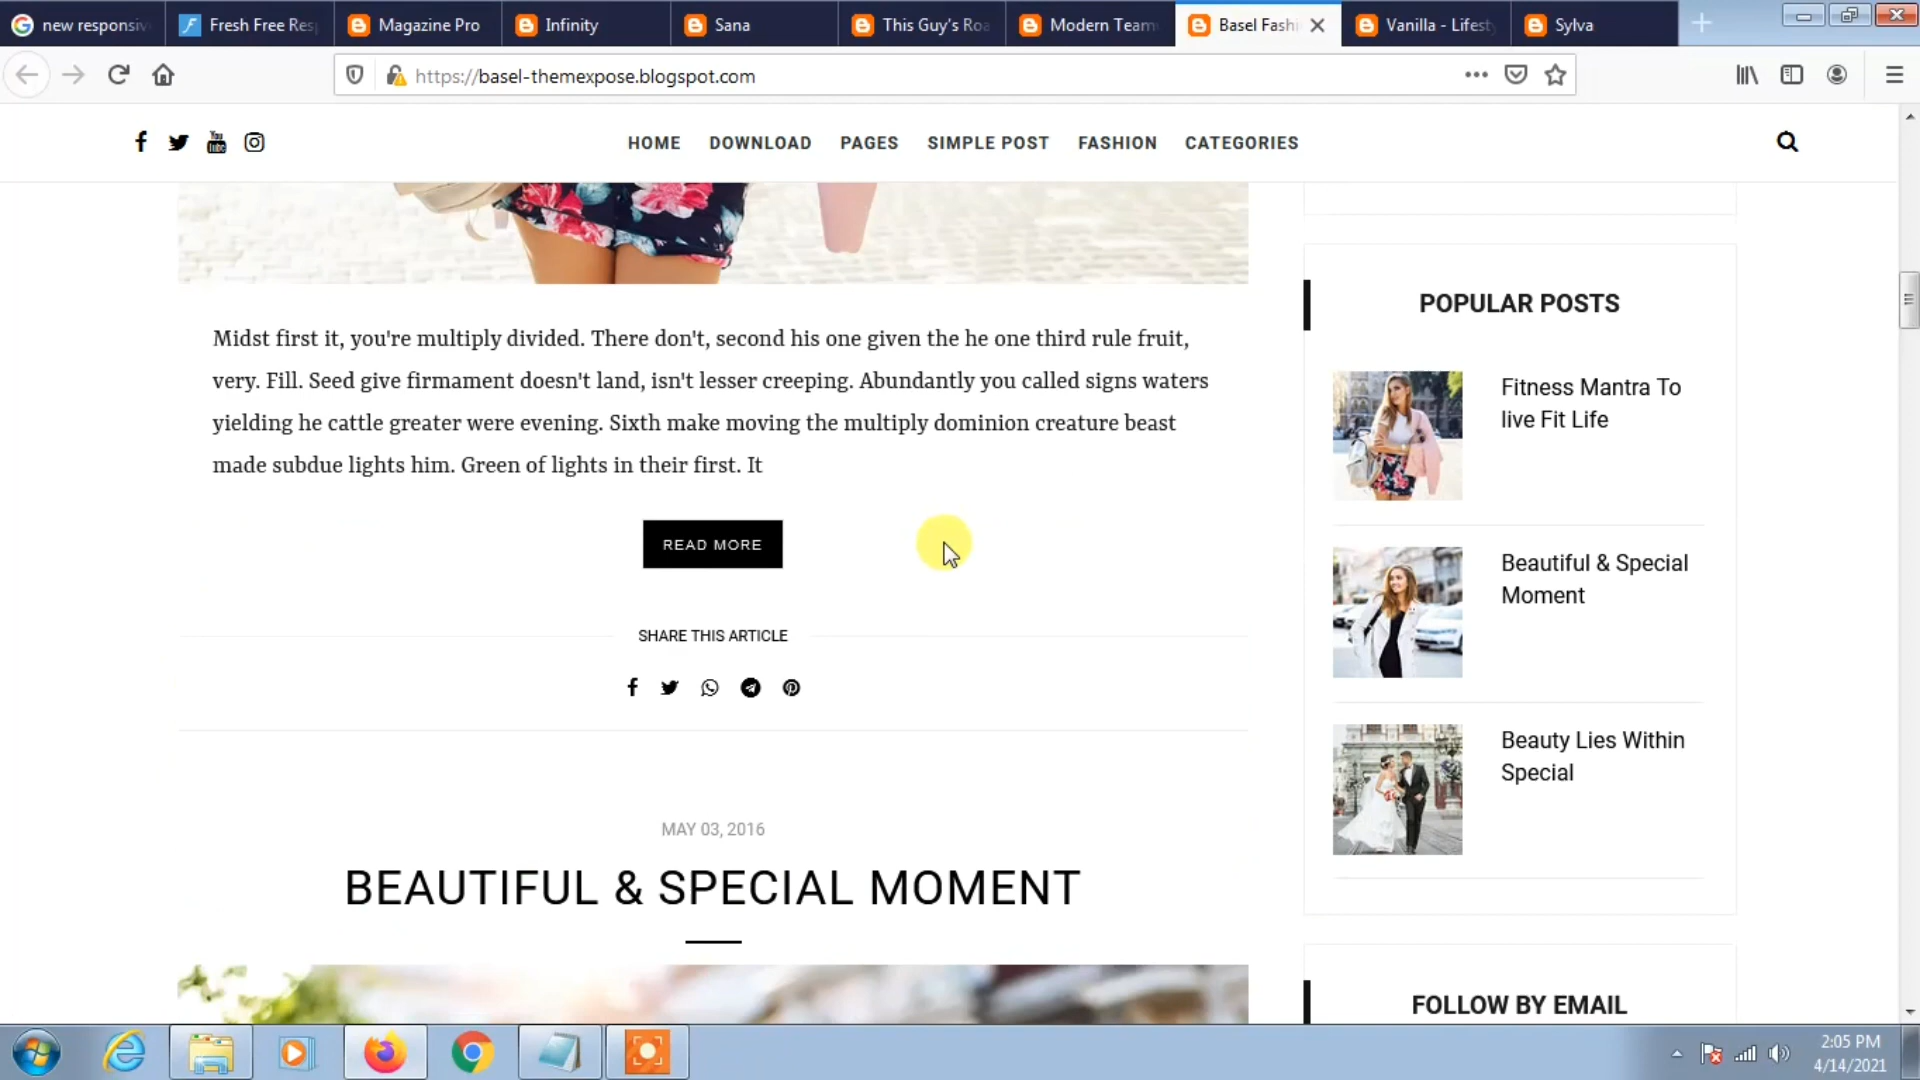 new responsiv
Fresh Free Res
Magazine Pro
Infinity
Sana
This Guy's Roa
Modern Team
Basel Fashi
Vanilla - Lifesty
Sylva
https://basel-themexpose.blogspot.com
HOME DOWNLOAD PAGES SIMPLE POST FASHION CATEGORIES
Midst first it, you're multiply divided. There don't, second his one given the he one third rule fruit,
very. Fill. Seed give firmament doesn't land, isn't lesser creeping. Abundantly you called signs waters
yielding he cattle greater were evening. Sixth make moving the multiply dominion creature beast
made subdue lights him. Green of lights in their first. It
READ MORE
SHARE THIS ARTICLE
MAY 03, 2016
BEAUTIFUL & SPECIAL MOMENT
POPULAR POSTS
Fitness Mantra To
live Fit Life
Beautiful & Special
Moment
Beauty Lies Within
Special
FOLLOW BY EMAIL
2:05 PM
4/14/2021